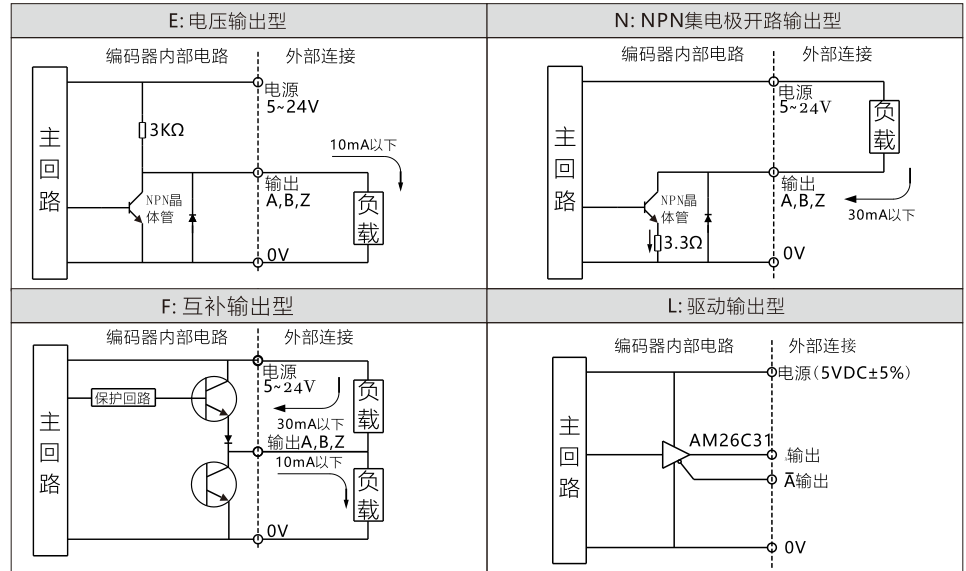 E: 电压输出型
编码器内部电路
外部连接
主回路
电源
5~24V
3KΩ
10mA以下
NPN晶
体管
输出
A,B,Z
负载
0V
N: NPN集电极开路输出型
编码器内部电路
外部连接
主回路
电源
5~24V
负载
NPN晶
体管
输出
A,B,Z
30mA以下
3.3Ω
0V
F: 互补输出型
编码器内部电路
外部连接
主回路
电源
5~24V
保护回路
负载
30mA以下
输出A,B,Z
10mA以下
负载
0V
L: 驱动输出型
编码器内部电路
外部连接
主回路
电源(5VDC±5%)
AM26C31
输出
A̅输出
0V